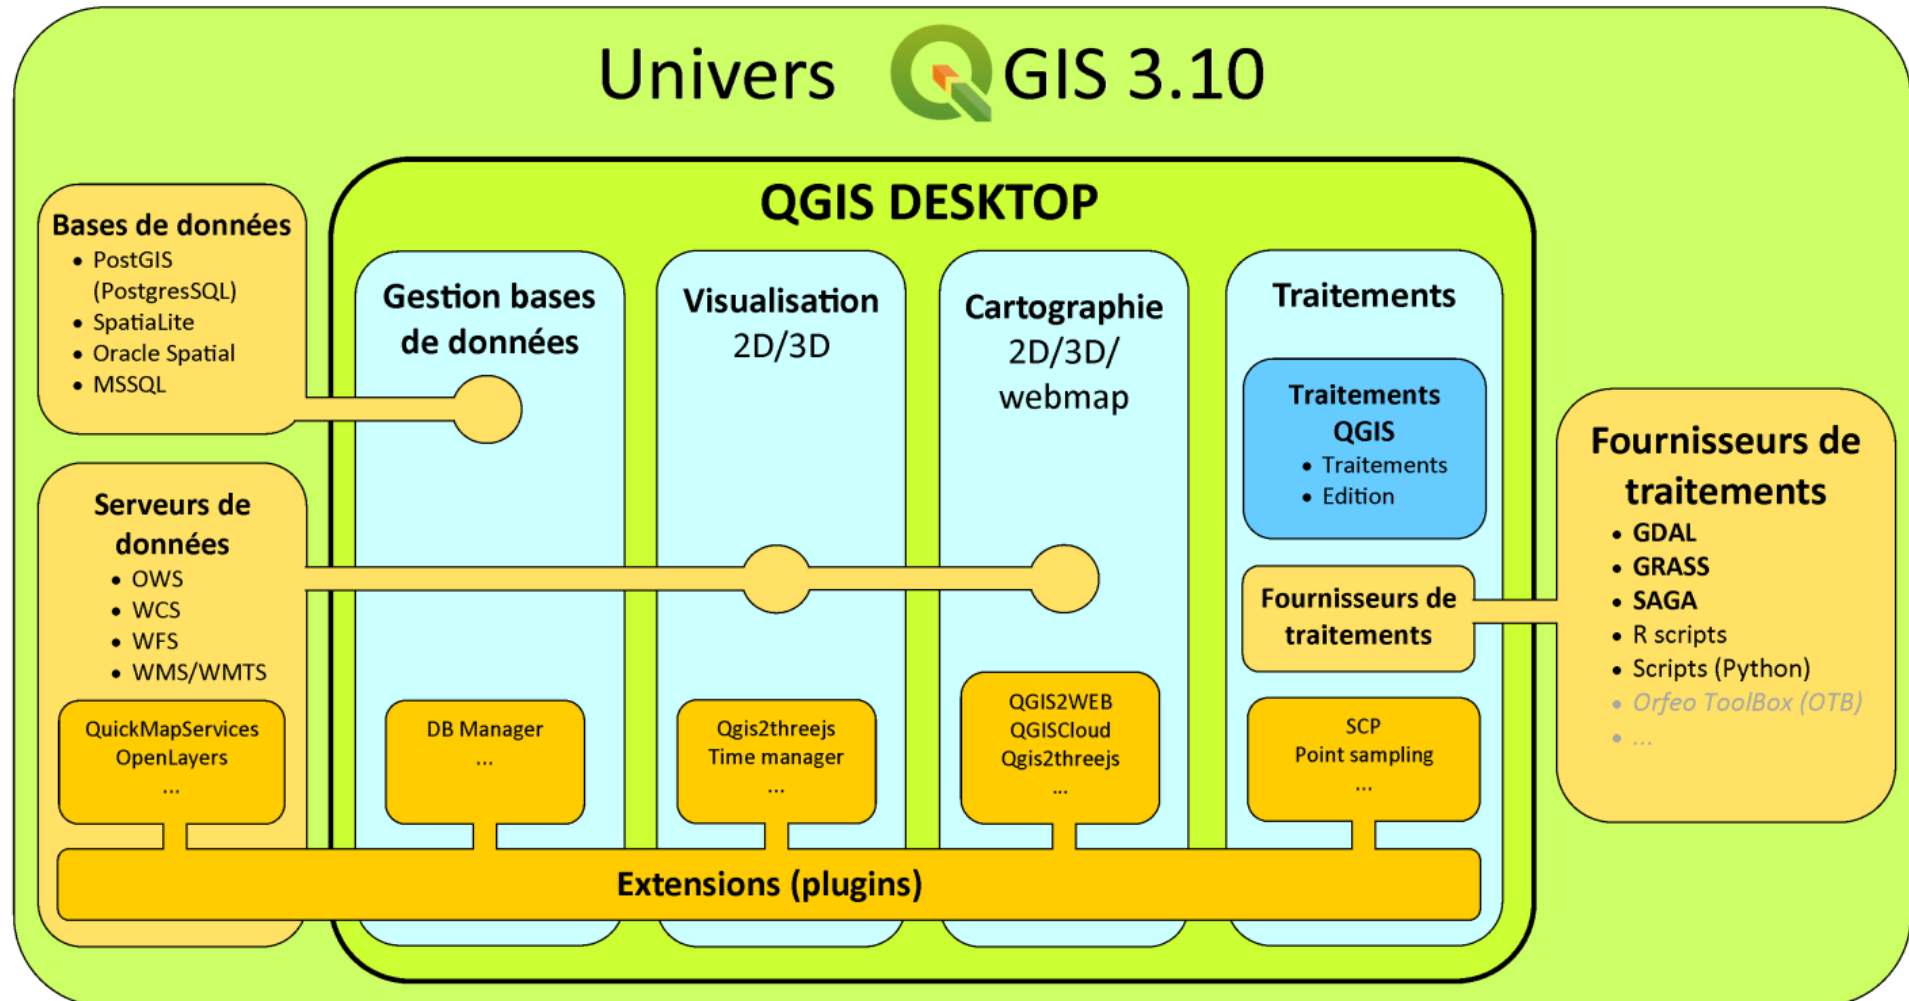 Univers QGIS 3.10
QGIS DESKTOP
Bases de données
• PostGIS
(PostgresSQL)
• SpatiaLite
• Oracle Spatial
• MSSQL
Serveurs de
données
• OWS
• WCS
• WFS
• WMS/WMTS
QuickMapServices
OpenLayers
...
Gestion bases
de données
DB Manager
...
Visualisation
2D/3D
Qgis2threejs
Time manager
...
Cartographie
2D/3D/
webmap
QGIS2WEB
QGISCloud
Qgis2threejs
...
Traitements
Traitements
QGIS
• Traitements
• Edition
Fournisseurs de
traitements
SCP
Point sampling
...
Extensions (plugins)
Fournisseurs de
traitements
• GDAL
• GRASS
• SAGA
• R scripts
• Scripts (Python)
• Orfeo ToolBox (OTB)
• ...